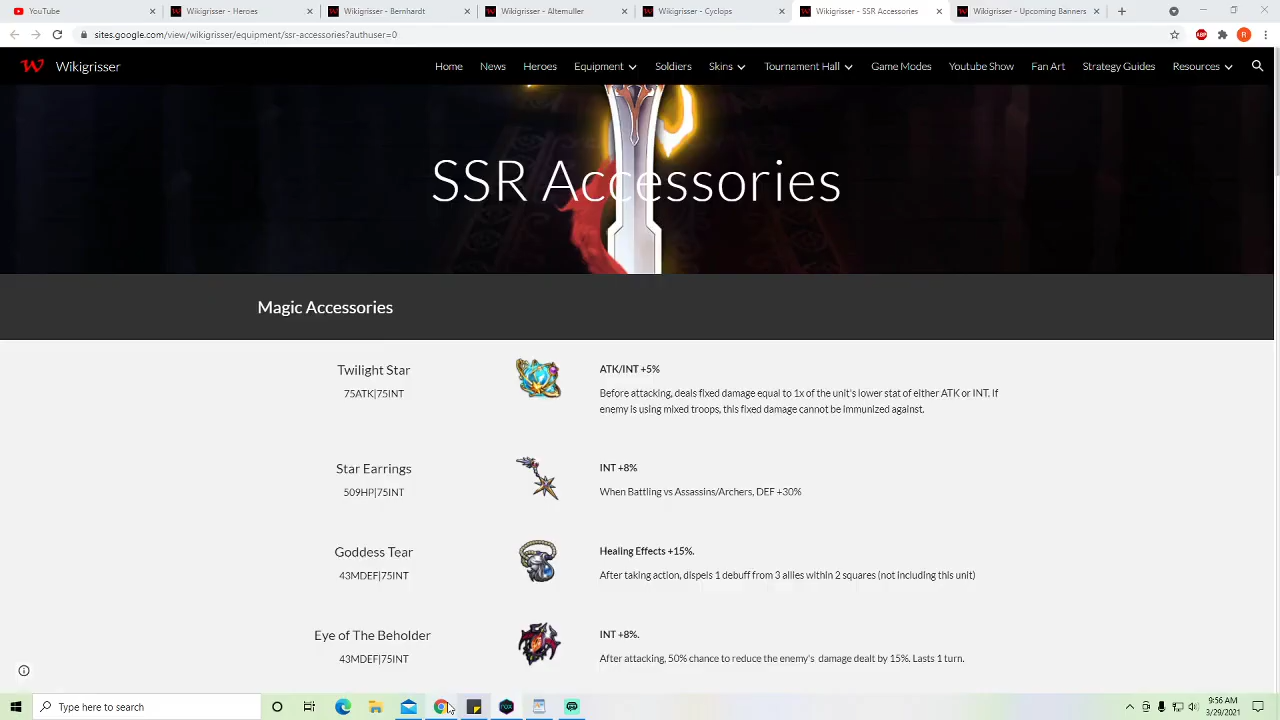 YouTube
Wikigrisser - Heroes
Wikigrisser - Bernhardt
Wikigrisser - Altemuller
Wikigrisser - Cyclops
Wikigrisser - SSR Accessories
Wikigrisser - Upcoming Banners
sites.google.com/view/wikigrisser/equipment/ssr-accessories?authuser=0
ABP
R
W Wikigrisser
Home News Heroes Equipment Soldiers Skins Tournament Hall Game Modes Youtube Show Fan Art Strategy Guides Resources
SSR Accessories
Magic Accessories
Twilight Star
75ATK|75INT
ATK/INT +5%
Before attacking, deals fixed damage equal to 1x of the unit's lower stat of either ATK or INT. If
enemy is using mixed troops, this fixed damage cannot be immunized against.
Star Earrings
509HP|75INT
INT +8%
When Battling vs Assassins/Archers, DEF +30%
Goddess Tear
43MDEF|75INT
Healing Effects +15%.
After taking action, dispels 1 debuff from 3 allies within 2 squares (not including this unit)
Eye of The Beholder
43MDEF|75INT
INT +8%.
After attacking, 50% chance to reduce the enemy's damage dealt by 15%. Lasts 1 turn.
Type here to search
9:56 AM
3/29/2021